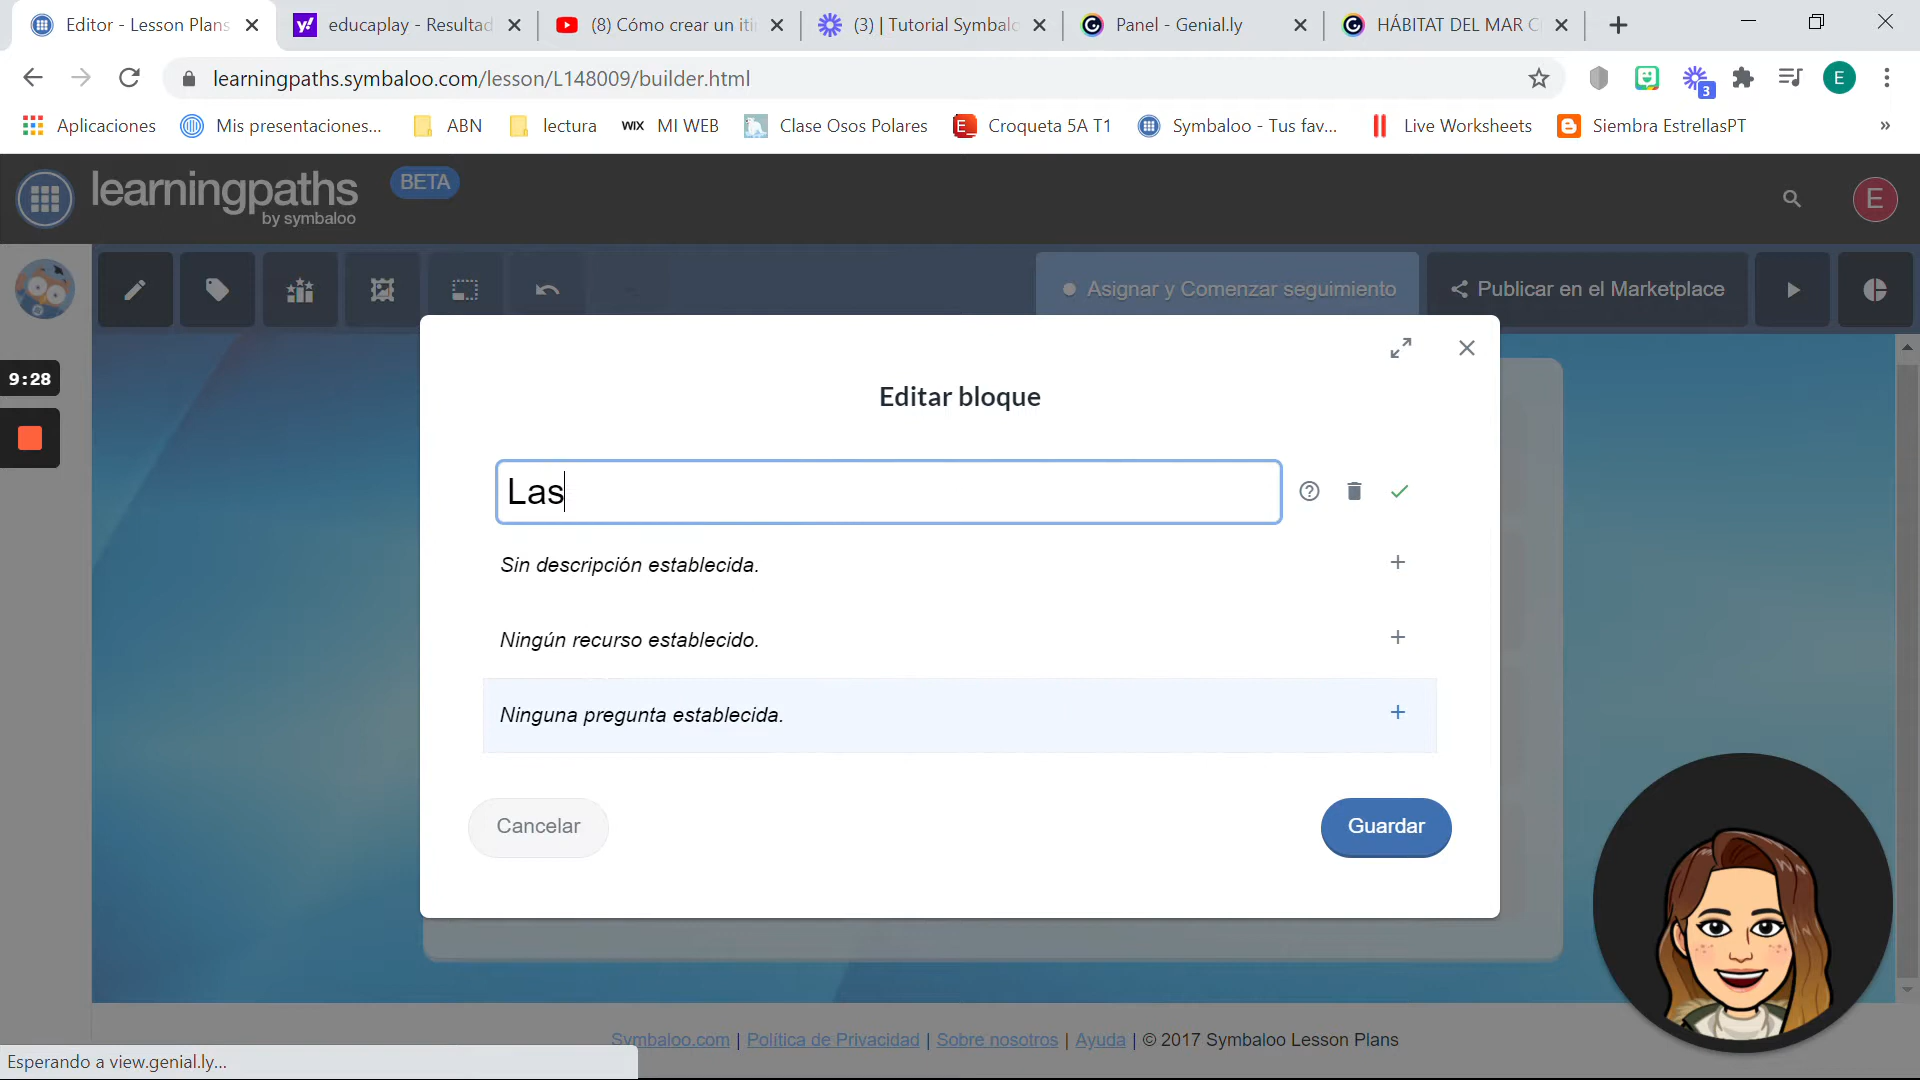 Editor - Lesson Plans
educaplay - Resultad
(8) Cómo crear un iti
(3) | Tutorial Symbalo
Panel - Genial.ly
HÁBITAT DEL MAR C
learningpaths.symbaloo.com/lesson/L148009/builder.html
3
E
Aplicaciones
Mis presentaciones...
ABN
lectura
WIX MI WEB
Clase Osos Polares
Croqueta 5A T1
Symbaloo - Tus fav...
Live Worksheets
Siembra EstrellasPT
»
learningpaths
by symbaloo
BETA
E
Asignar y Comenzar seguimiento
Publicar en el Marketplace
9:28
Editar bloque
Las
Sin descripción establecida.
Ningún recurso establecido.
Ninguna pregunta establecida.
Cancelar
Guardar
Symbaloo.com | Política de Privacidad | Sobre nosotros | Ayuda | © 2017 Symbaloo Lesson Plans
Esperando a view.genial.ly...